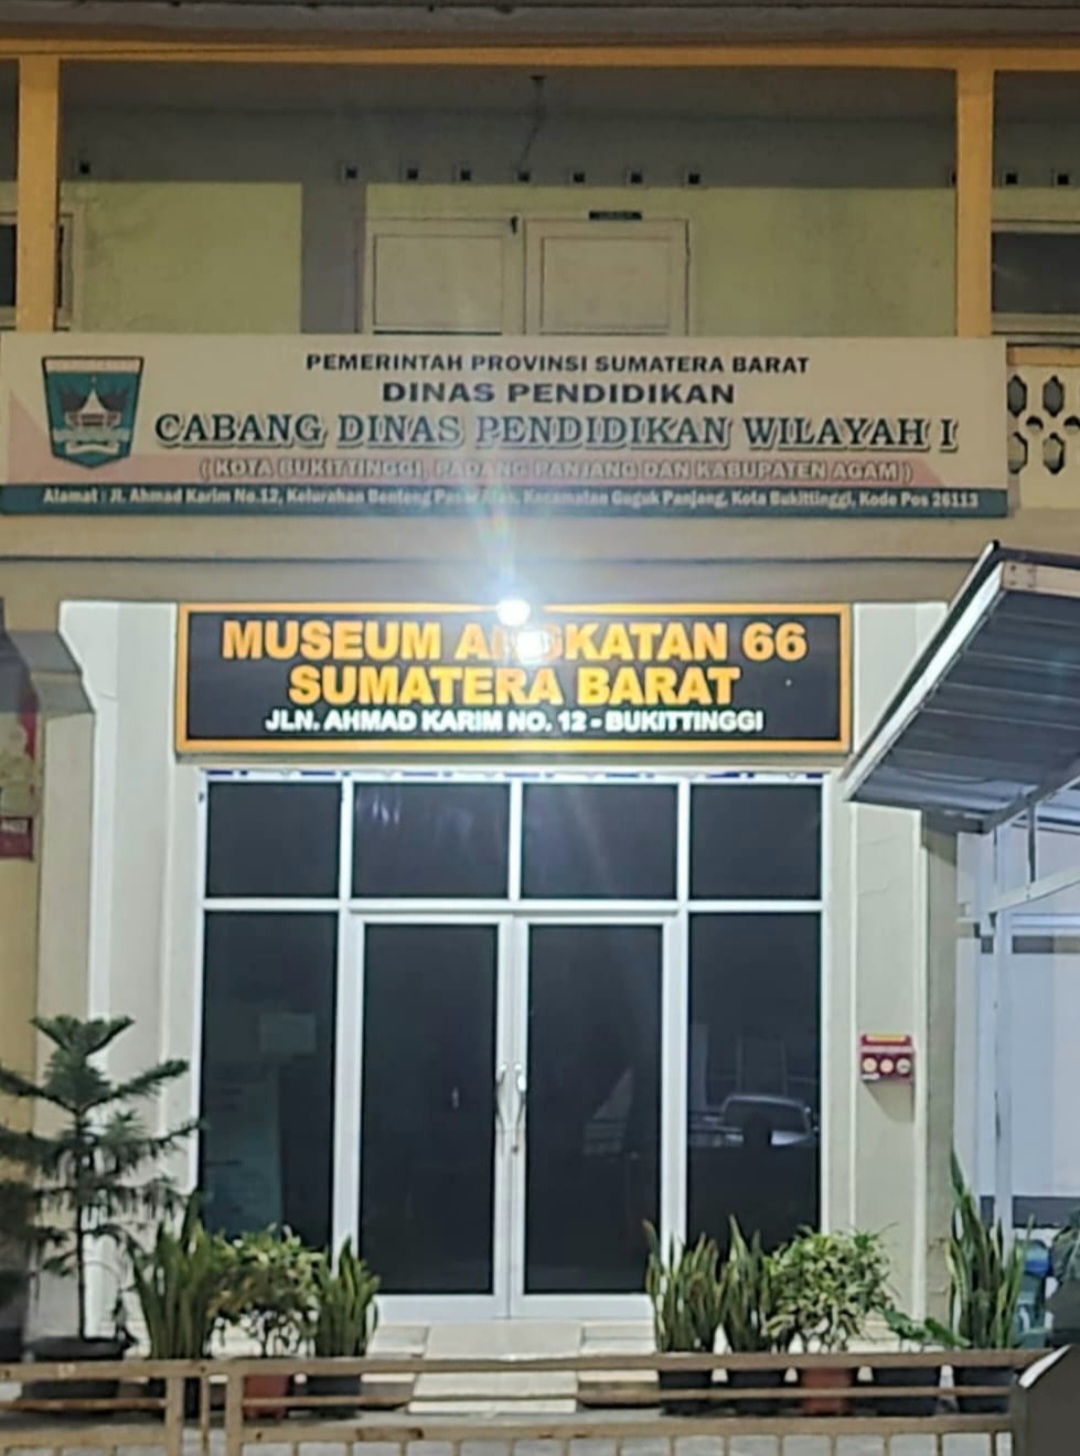 PEMERINTAH PROVINSI SUMATERA BARAT
DINAS PENDIDIKAN
CABANG DINAS PENDIDIKAN WILAYAH I
( KOTA BUKITTINGGI, PADANG PANJANG DAN KABUPATEN AGAM )
Alamat : Jl. Ahmad Karim No.12, Kelurahan Benteng Pasar Atas, Kecamatan Guguk Panjang, Kota Bukittinggi, Kode Pos 26113
MUSEUM ANGKATAN 66
SUMATERA BARAT
JLN. AHMAD KARIM NO. 12 - BUKITTINGGI